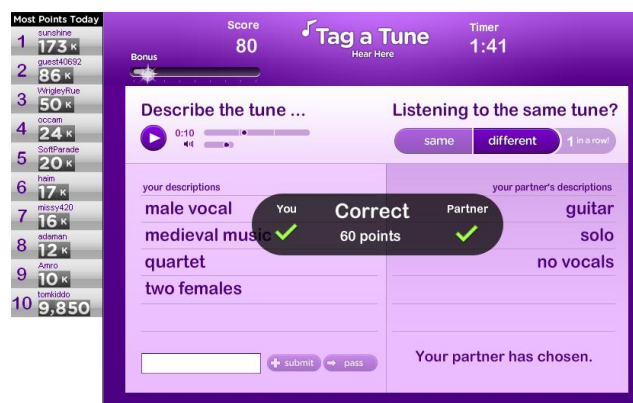 Most Points Today
1 sunshine
173 K
2 guest40692
86 K
3 WrigleyRue
50 K
4 occam
24 K
5 SoftParade
20 K
6 haim
17 K
7 missy420
16 K
8 adaman
12 K
9 Amro
10 K
10 tomkiddo
9,850
Score
80
Tag a Tune
Hear Here
Timer
1:41
Bonus
Describe the tune ...
0:10
Listening to the same tune?
same different 1 in a row!
your descriptions
male vocal
medieval music
quartet
two females
submit pass
You Correct Partner
60 points
your partner's descriptions
guitar
solo
no vocals
Your partner has chosen.